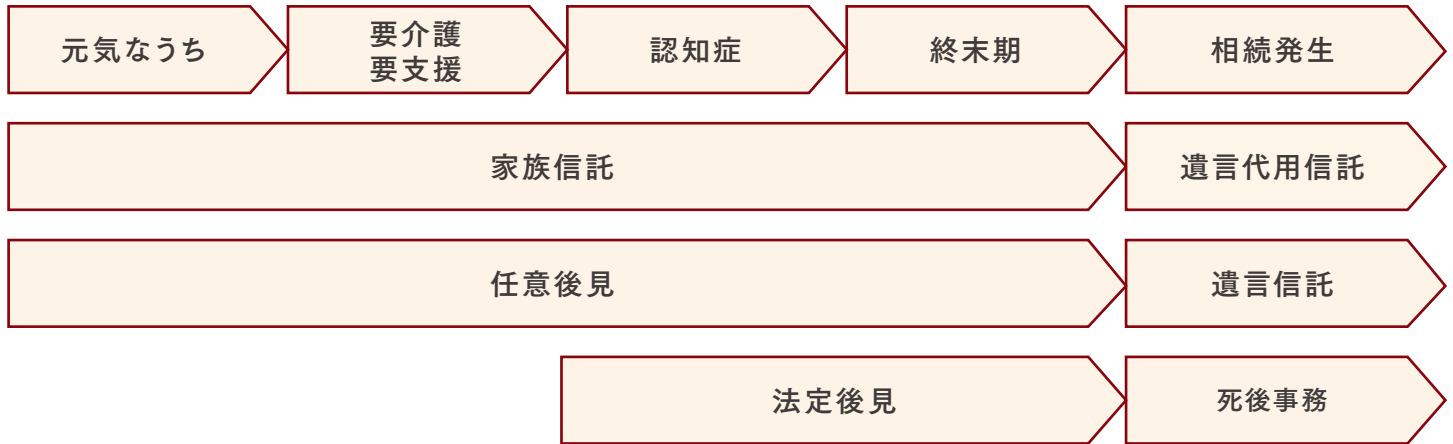 元気なうち
要介護
要支援
認知症
終末期
相続発生
家族信託
遺言代用信託
任意後見
遺言信託
法定後見
死後事務